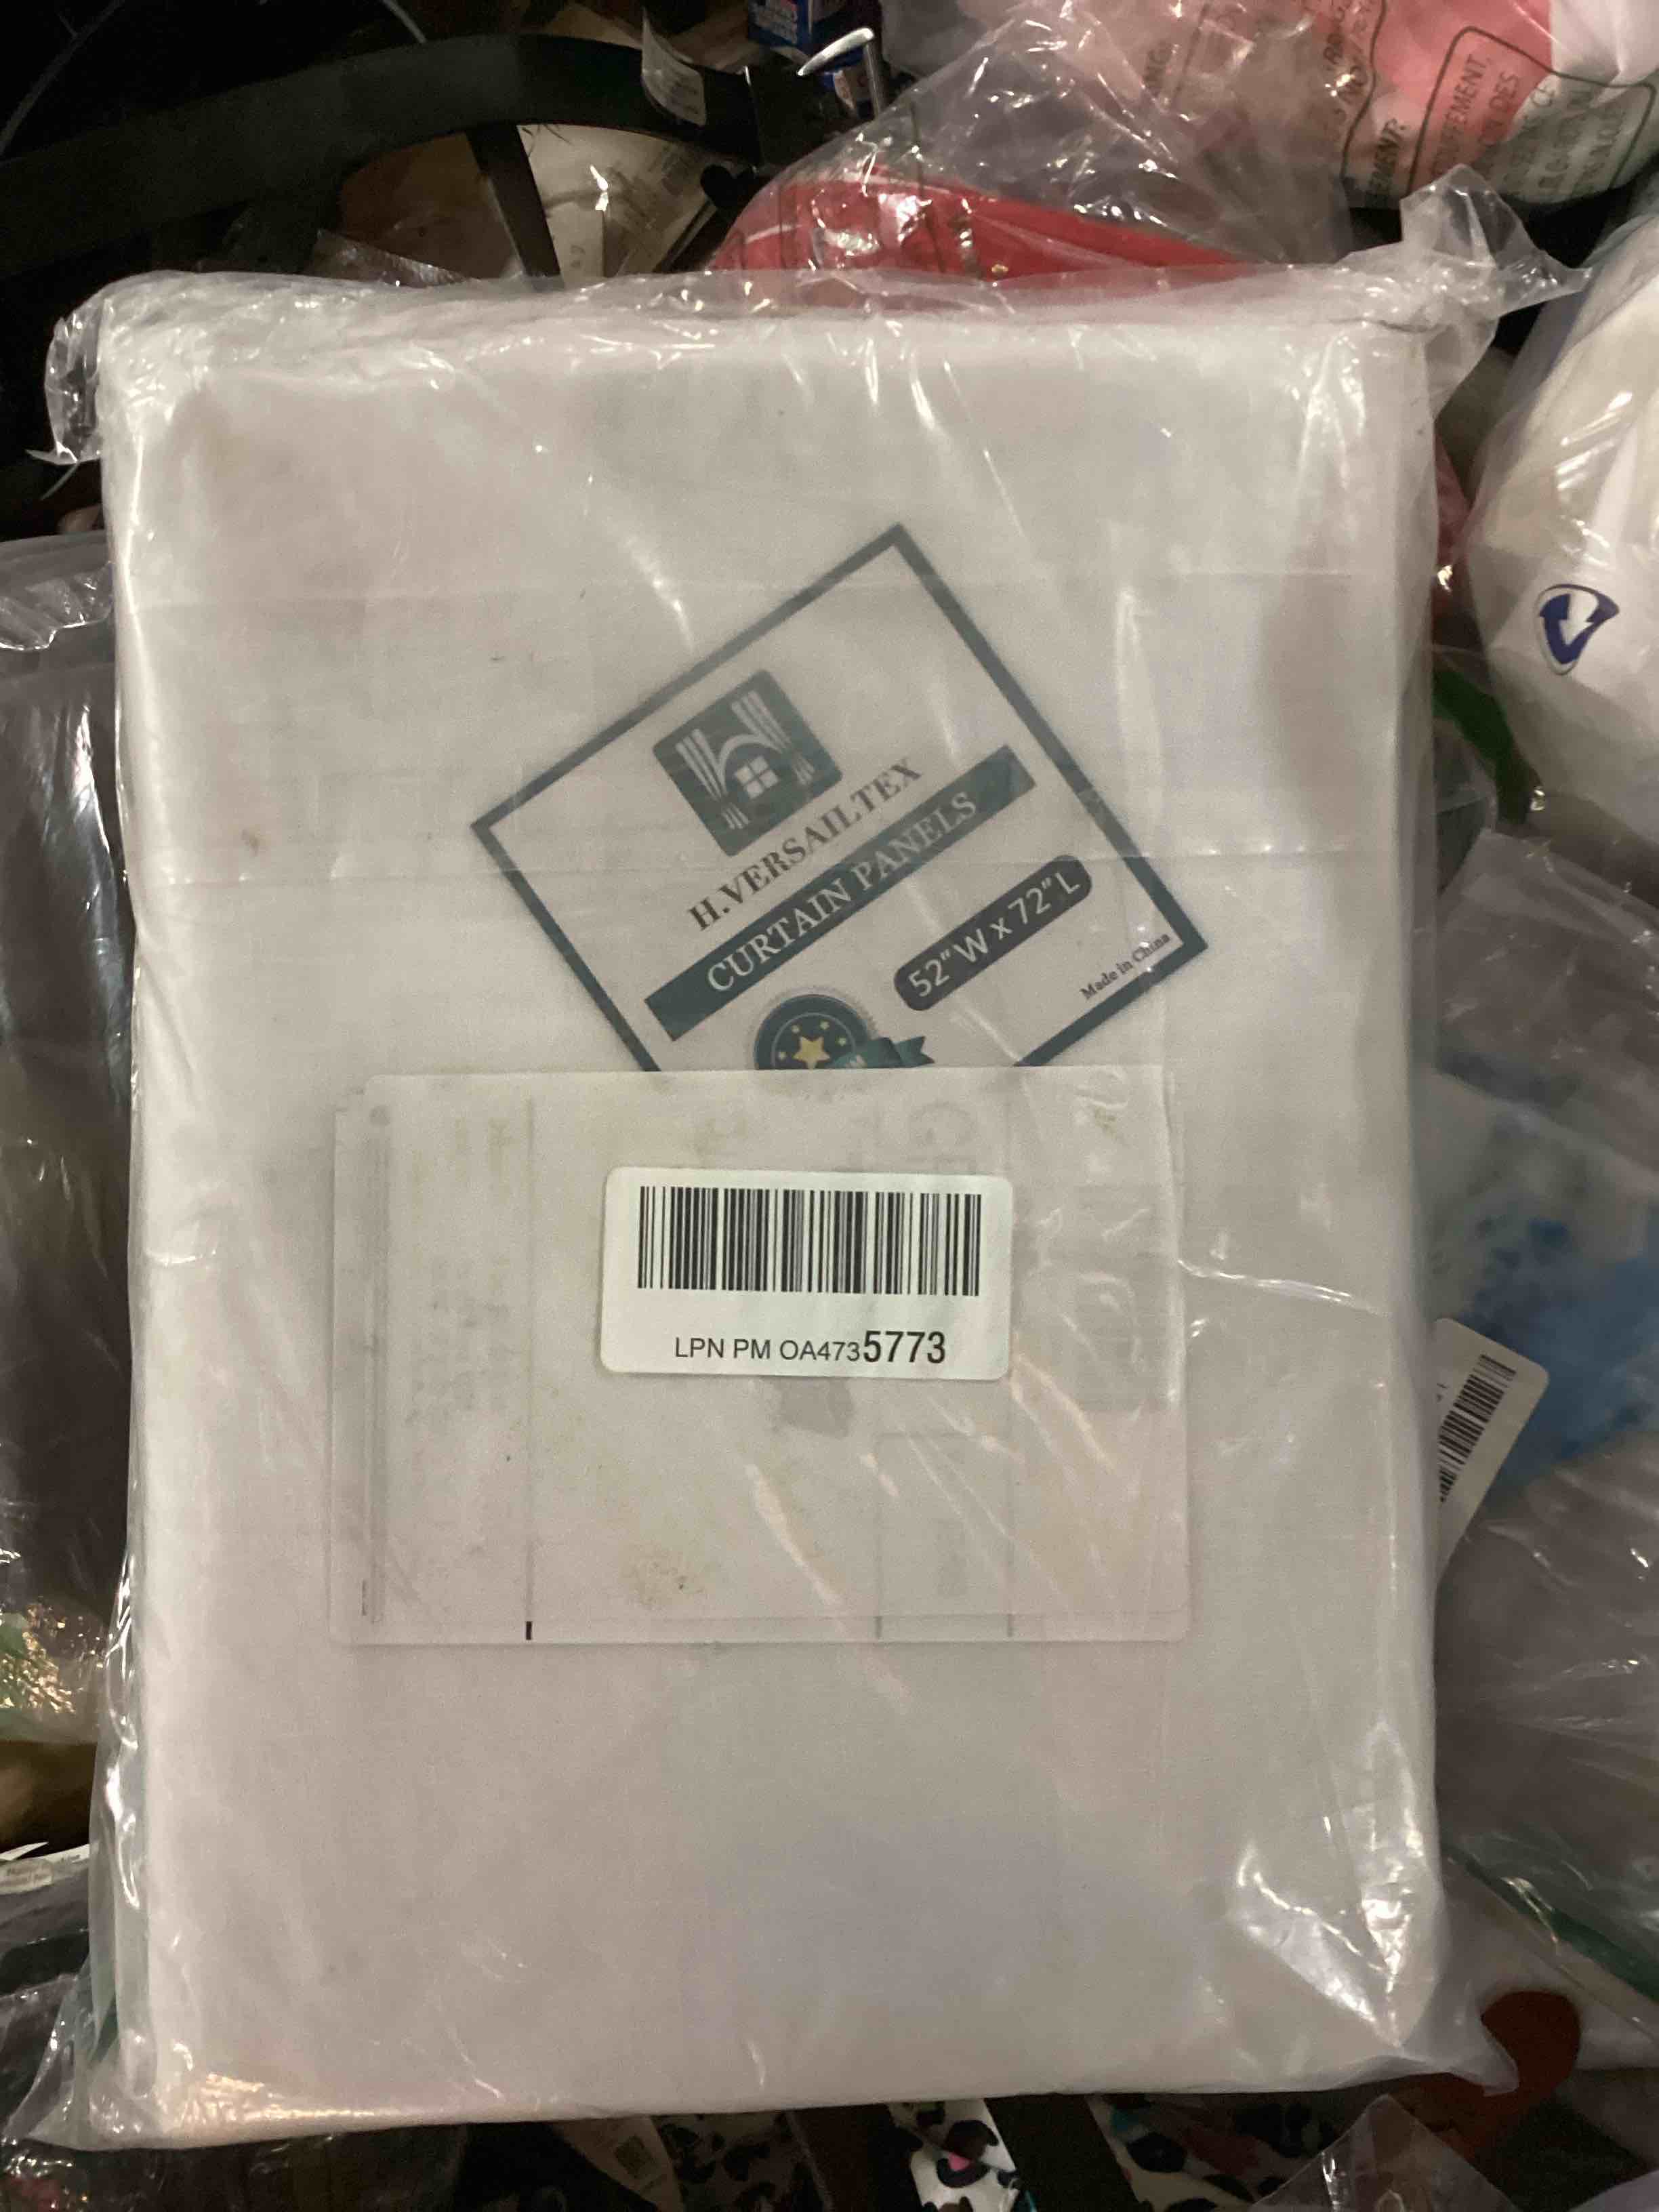 H.VERSAILTEX
CURTAIN PANELS
52" W x 72" L
Made in China
LPN PM OA4735773